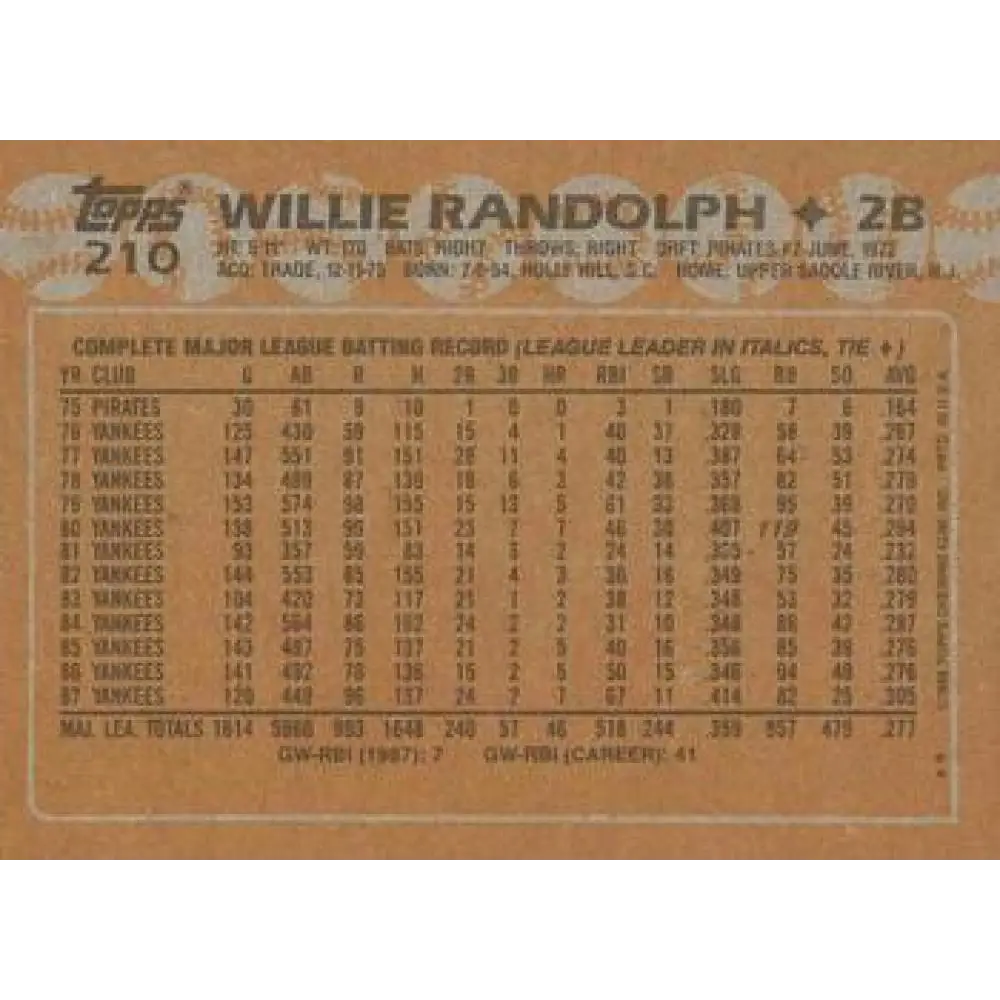 Topps® WILLIE RANDOLPH ✦ 2B
210 HT. 5'11" WT. 170 BATS: RIGHT THROWS: RIGHT DRFT. PIRATES #7-JUNE, 1972
ACQ: TRADE, 12-11-75 BORN: 7-6-54, HOLLY HILL, S.C. HOME: UPPER SADDLE RIVER, N.J.
COMPLETE MAJOR LEAGUE BATTING RECORD (LEAGUE LEADER IN ITALICS, TIE +)
YR CLUB G AB R H 2B 3B HR RBI SB SLG BB SO AVG
75 PIRATES 30 61 9 10 1 0 0 3 1 .180 7 6 .164
76 YANKEES 125 430 59 115 15 4 1 40 37 .328 58 39 .267
77 YANKEES 147 551 91 151 28 11 4 40 13 .387 64 53 .274
78 YANKEES 134 499 87 139 18 6 3 42 36 .357 82 51 .279
79 YANKEES 153 574 98 155 15 13 5 61 33 .368 95 39 .270
80 YANKEES 138 513 99 151 23 7 7 46 30 .407 119 45 .294
81 YANKEES 93 357 59 83 14 3 2 24 14 .305 57 24 .232
82 YANKEES 144 553 85 155 21 4 3 36 16 .349 75 35 .280
83 YANKEES 104 420 73 117 21 1 2 38 12 .348 53 32 .279
84 YANKEES 142 564 86 162 24 2 2 31 10 .348 86 42 .287
85 YANKEES 143 497 75 137 21 2 5 40 16 .356 85 39 .276
86 YANKEES 141 492 76 136 15 2 5 50 15 .346 94 49 .276
87 YANKEES 120 449 96 137 24 2 7 67 11 .414 82 25 .305
MAJ. LEA. TOTALS 1614 5960 993 1648 240 57 46 518 244 .359 957 479 .277
GW-RBI (1987): 7 GW-RBI (CAREER): 41